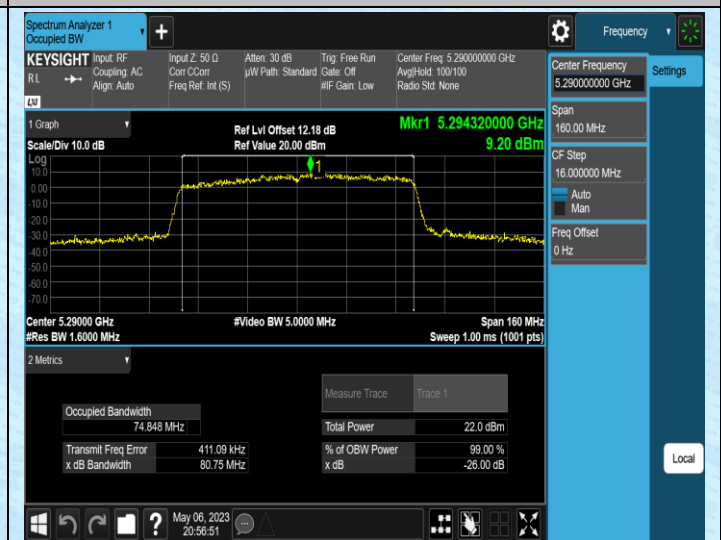 Spectrum Analyzer 1
Occupied BW
+
Frequency
KEYSIGHT
R L
LXI
Input: RF
Coupling: AC
Align: Auto
Input Z: 50 Ω
Corr CCorr
Freq Ref: Int (S)
Atten: 30 dB
µW Path: Standard
Trig: Free Run
Gate: Off
#IF Gain: Low
Center Freq: 5.290000000 GHz
Avg|Hold: 100/100
Radio Std: None
Center Frequency
5.290000000 GHz
Settings
Span
160.00 MHz
CF Step
16.000000 MHz
Auto
Man
Freq Offset
0 Hz
1 Graph
Scale/Div 10.0 dB
Ref Lvl Offset 12.18 dB
Ref Value 20.00 dBm
Mkr1 5.294320000 GHz
9.20 dBm
Log
10.0
0.00
-10.0
-20.0
-30.0
-40.0
-50.0
-60.0
-70.0
1
Center 5.29000 GHz
#Res BW 1.6000 MHz
#Video BW 5.0000 MHz
Span 160 MHz
Sweep 1.00 ms (1001 pts)
2 Metrics
Measure Trace
Trace 1
Occupied Bandwidth
74.848 MHz
Total Power
22.0 dBm
Transmit Freq Error
411.09 kHz
% of OBW Power
99.00 %
x dB Bandwidth
80.75 MHz
x dB
-26.00 dB
Local
?
May 06, 2023
20:56:51